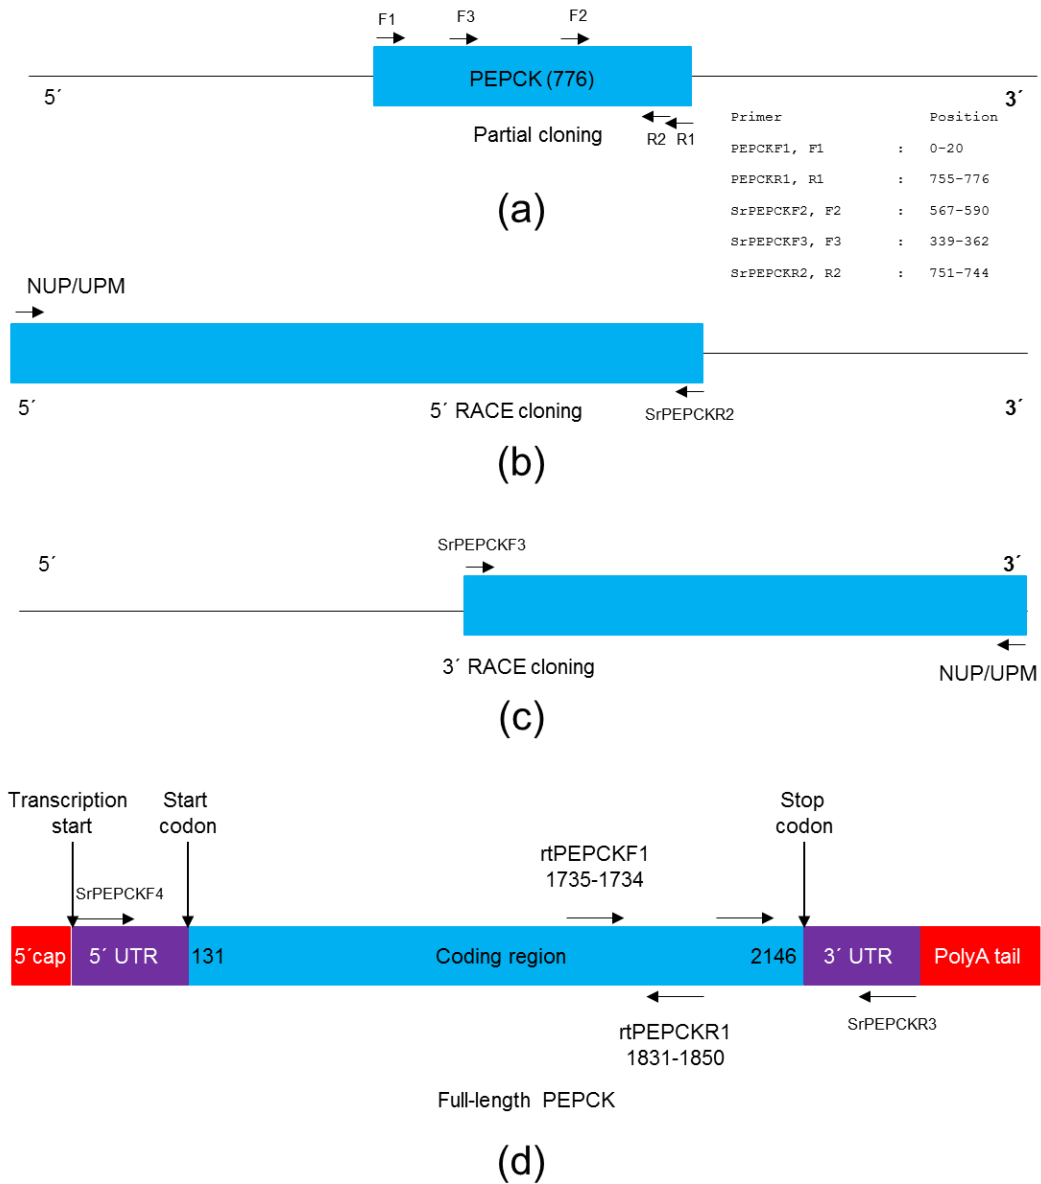 F1 F3 F2
PEPCK (776)
5´ 3´
Partial cloning R2 R1
(a)
Primer Position
PEPCKF1, F1 : 0–20
PEPCKR1, R1 : 755–776
SrPEPCKF2, F2 : 567–590
SrPEPCKF3, F3 : 339–362
SrPEPCKR2, R2 : 751–744
NUP/UPM
5´ 3´
5´ RACE cloning SrPEPCKR2
(b)
SrPEPCKF3
5´ 3´
3´ RACE cloning
NUP/UPM
(c)
Transcription
start
Start
codon
Stop
codon
rtPEPCKF1
1735-1734
SrPEPCKF4
5´cap 5´ UTR 131 Coding region 2146 3´ UTR PolyA tail
SrPEPCKR3
rtPEPCKR1
1831-1850
Full-length PEPCK
(d)